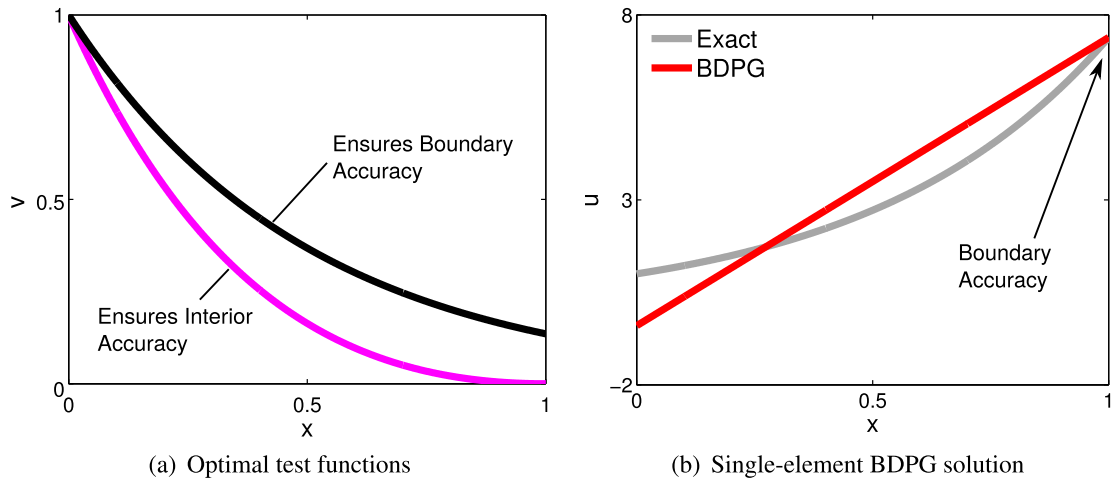 1
0.5
0
v
0
0.5
1
x
Ensures Boundary
Accuracy
Ensures Interior
Accuracy
(a) Optimal test functions
8
3
−2
u
0
0.5
1
x
Exact
BDPG
Boundary
Accuracy
(b) Single-element BDPG solution